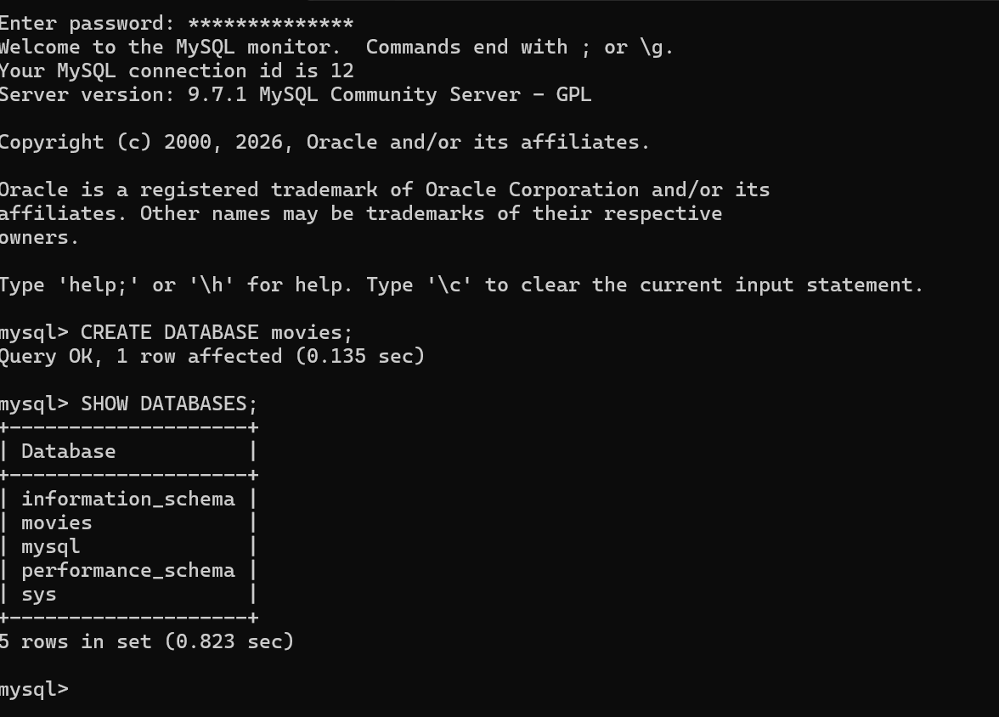 Enter password: **************
Welcome to the MySQL monitor.  Commands end with ; or \g.
Your MySQL connection id is 12
Server version: 9.7.1 MySQL Community Server - GPL

Copyright (c) 2000, 2026, Oracle and/or its affiliates.

Oracle is a registered trademark of Oracle Corporation and/or its
affiliates. Other names may be trademarks of their respective
owners.

Type 'help;' or '\h' for help. Type '\c' to clear the current input statement.

mysql> CREATE DATABASE movies;
Query OK, 1 row affected (0.135 sec)

mysql> SHOW DATABASES;
+--------------------+
| Database           |
+--------------------+
| information_schema |
| movies             |
| mysql              |
| performance_schema |
| sys                |
+--------------------+
5 rows in set (0.823 sec)

mysql>